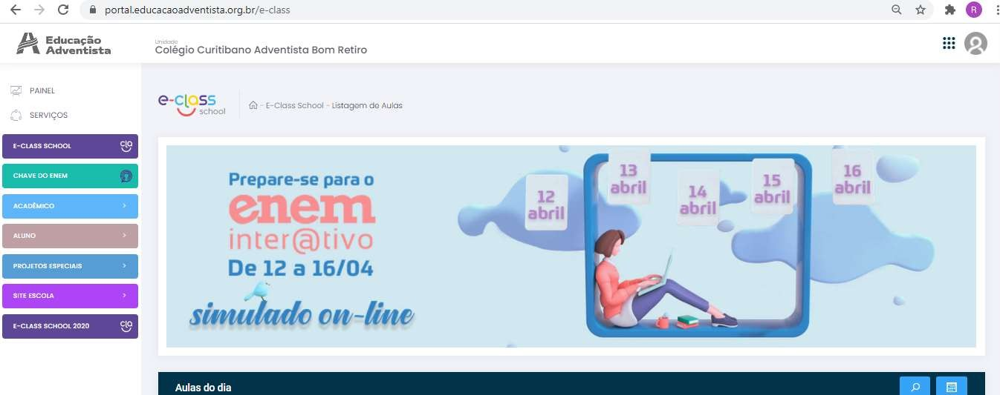 portal.educacaoadventista.org.br/e-class
R
Educação
Adventista
Unidade
Colégio Curitibano Adventista Bom Retiro
PAINEL
SERVIÇOS
E-CLASS SCHOOL
CHAVE DO ENEM
ACADÊMICO
ALUNO
PROJETOS ESPECIAIS
SITE ESCOLA
E-CLASS SCHOOL 2020
e-class
school
- E-Class School - Listagem de Aulas
Prepare-se para o
enem
inter@tivo
De 12 a 16/04
simulado on-line
12
abril
13
abril
14
abril
15
abril
16
abril
Aulas do dia